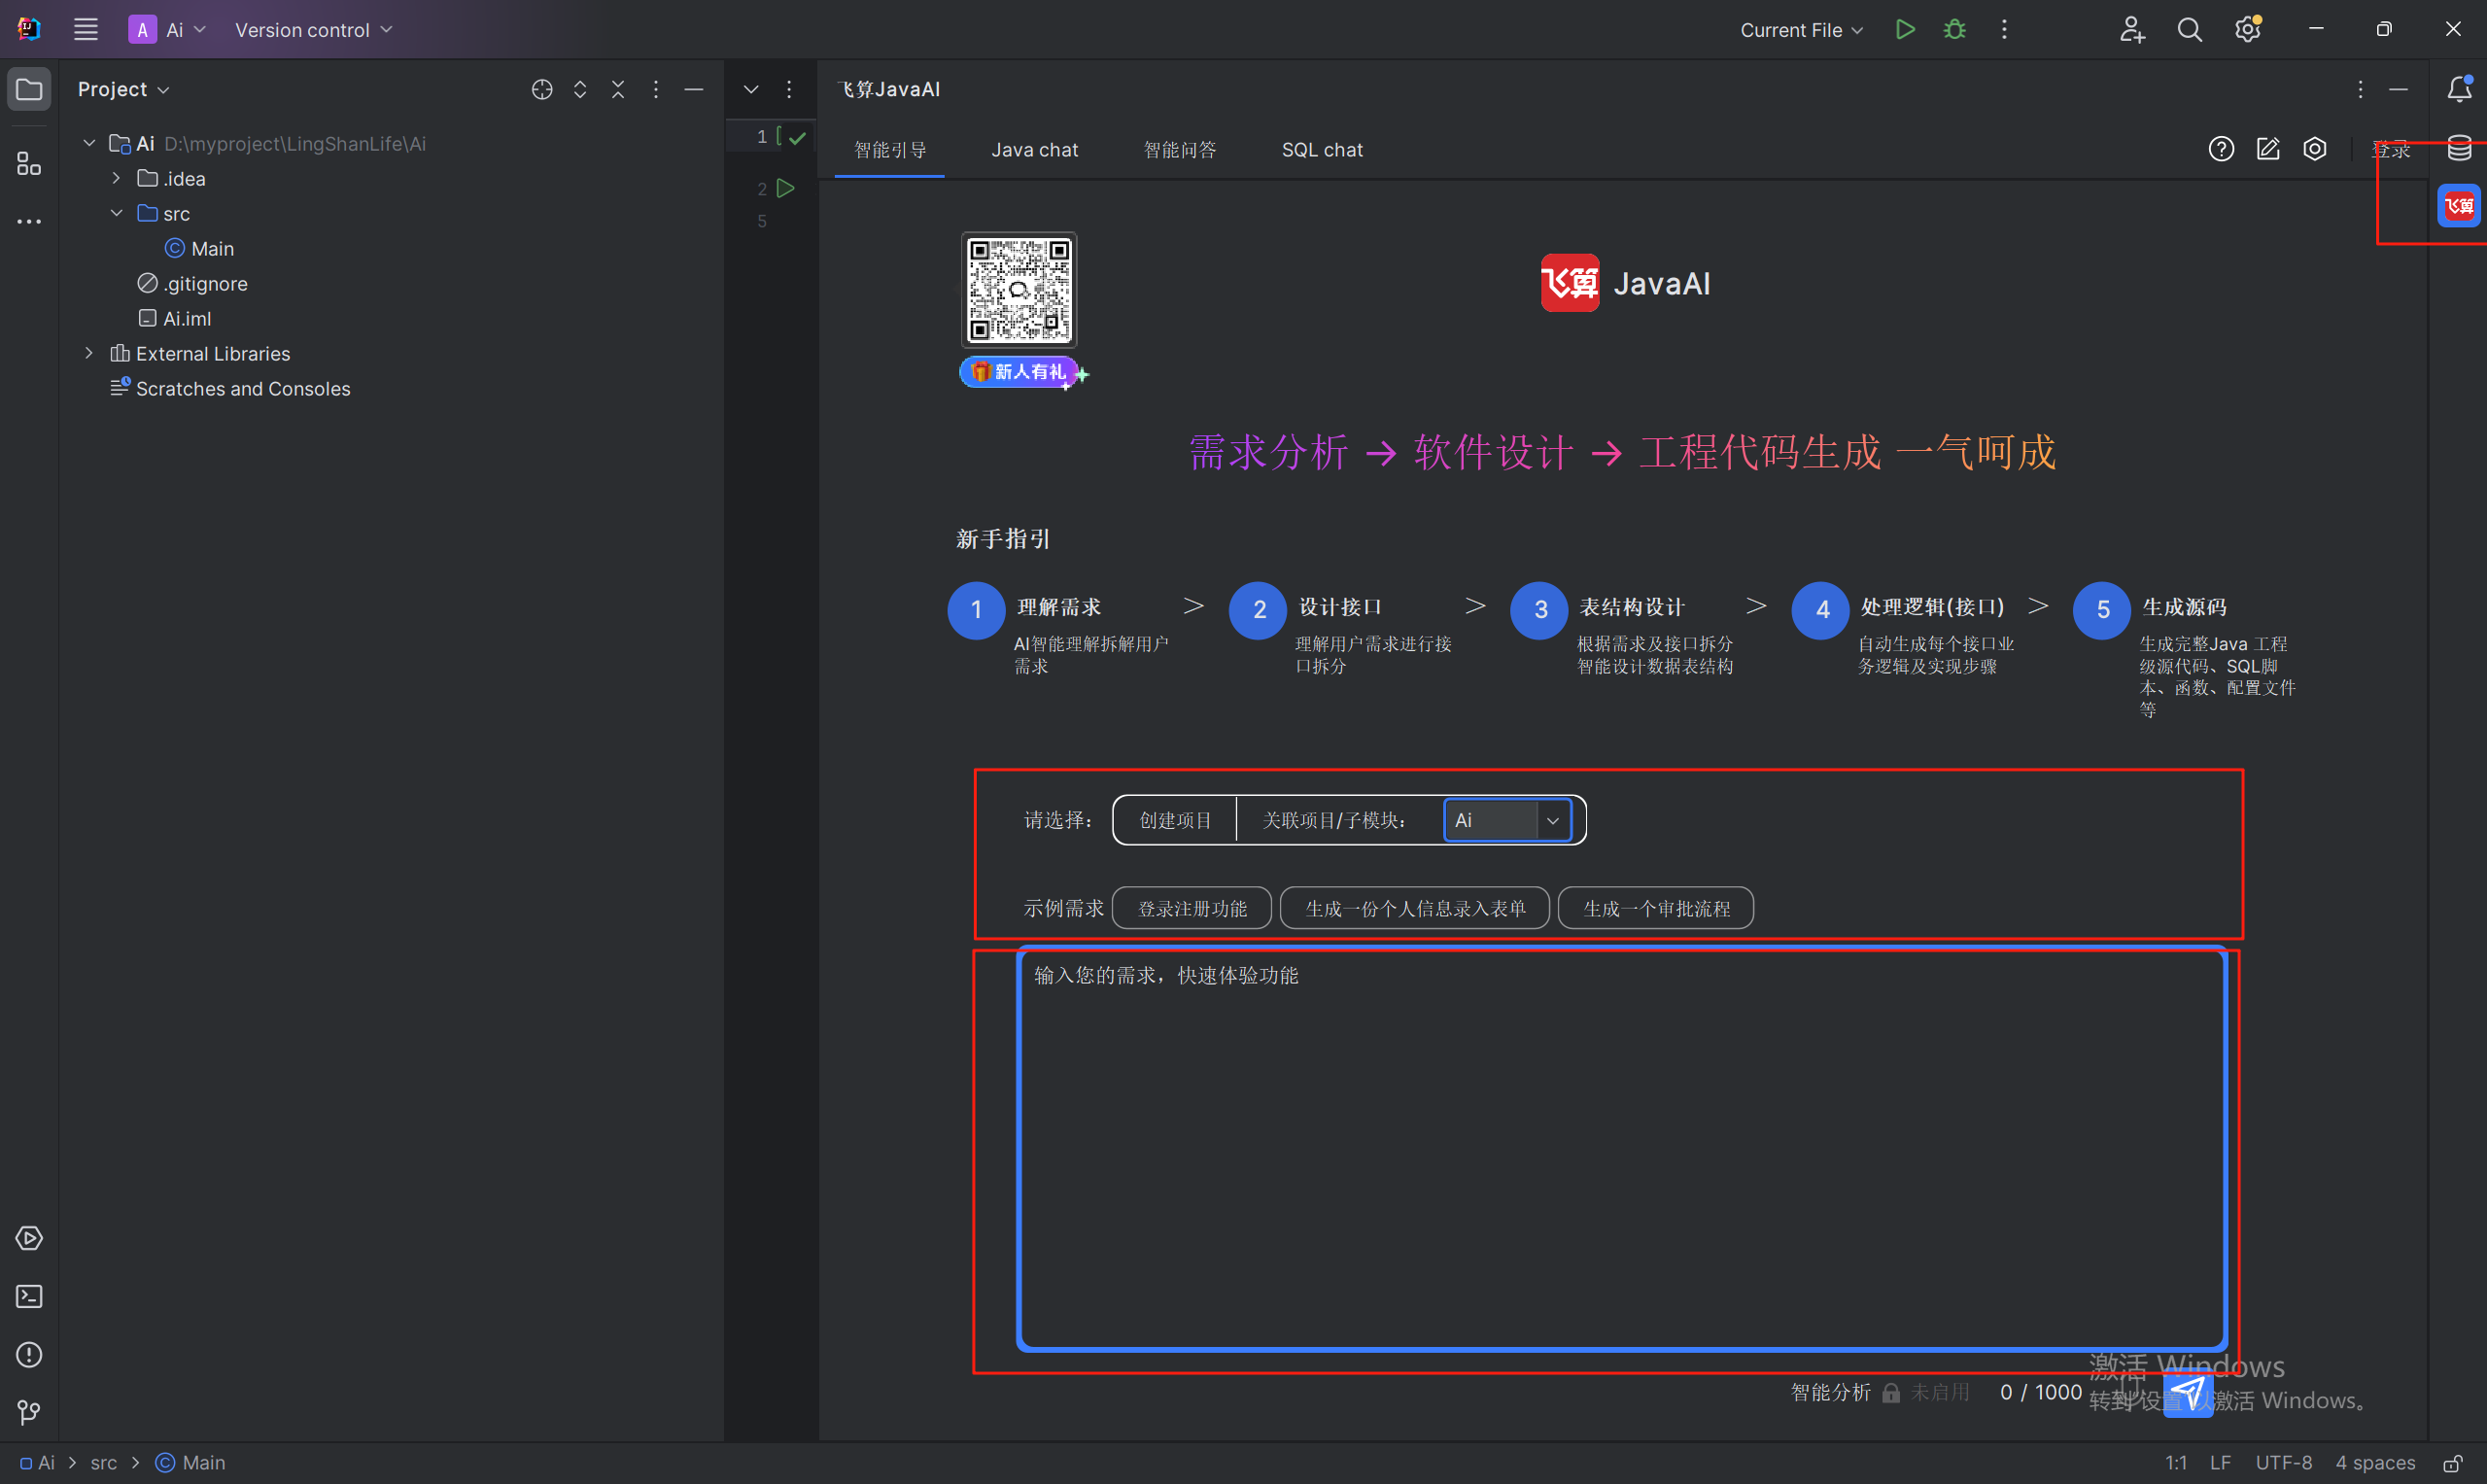 A Ai Version control Current File
Project
飞算JavaAI
Ai D:\myproject\LingShanLife\Ai
.idea
src
Main
.gitignore
Ai.iml
External Libraries
Scratches and Consoles
1
2
5
智能引导 Java chat 智能问答 SQL chat 登录
飞算
飞算 JavaAI
新人有礼
需求分析 → 软件设计 → 工程代码生成 一气呵成
新手指引
1 理解需求 >
AI智能理解拆解用户
需求
2 设计接口 >
理解用户需求进行接
口拆分
3 表结构设计 >
根据需求及接口拆分
智能设计数据表结构
4 处理逻辑(接口) >
自动生成每个接口业
务逻辑及实现步骤
5 生成源码
生成完整Java 工程
级源代码、SQL脚
本、函数、配置文件
等
请选择： 创建项目 关联项目/子模块： Ai
示例需求 登录注册功能 生成一份个人信息录入表单 生成一个审批流程
输入您的需求，快速体验功能
智能分析 未启用 0 / 1000
激活 Windows
转到"设置"以激活 Windows。
Ai > src > Main
1:1 LF UTF-8 4 spaces